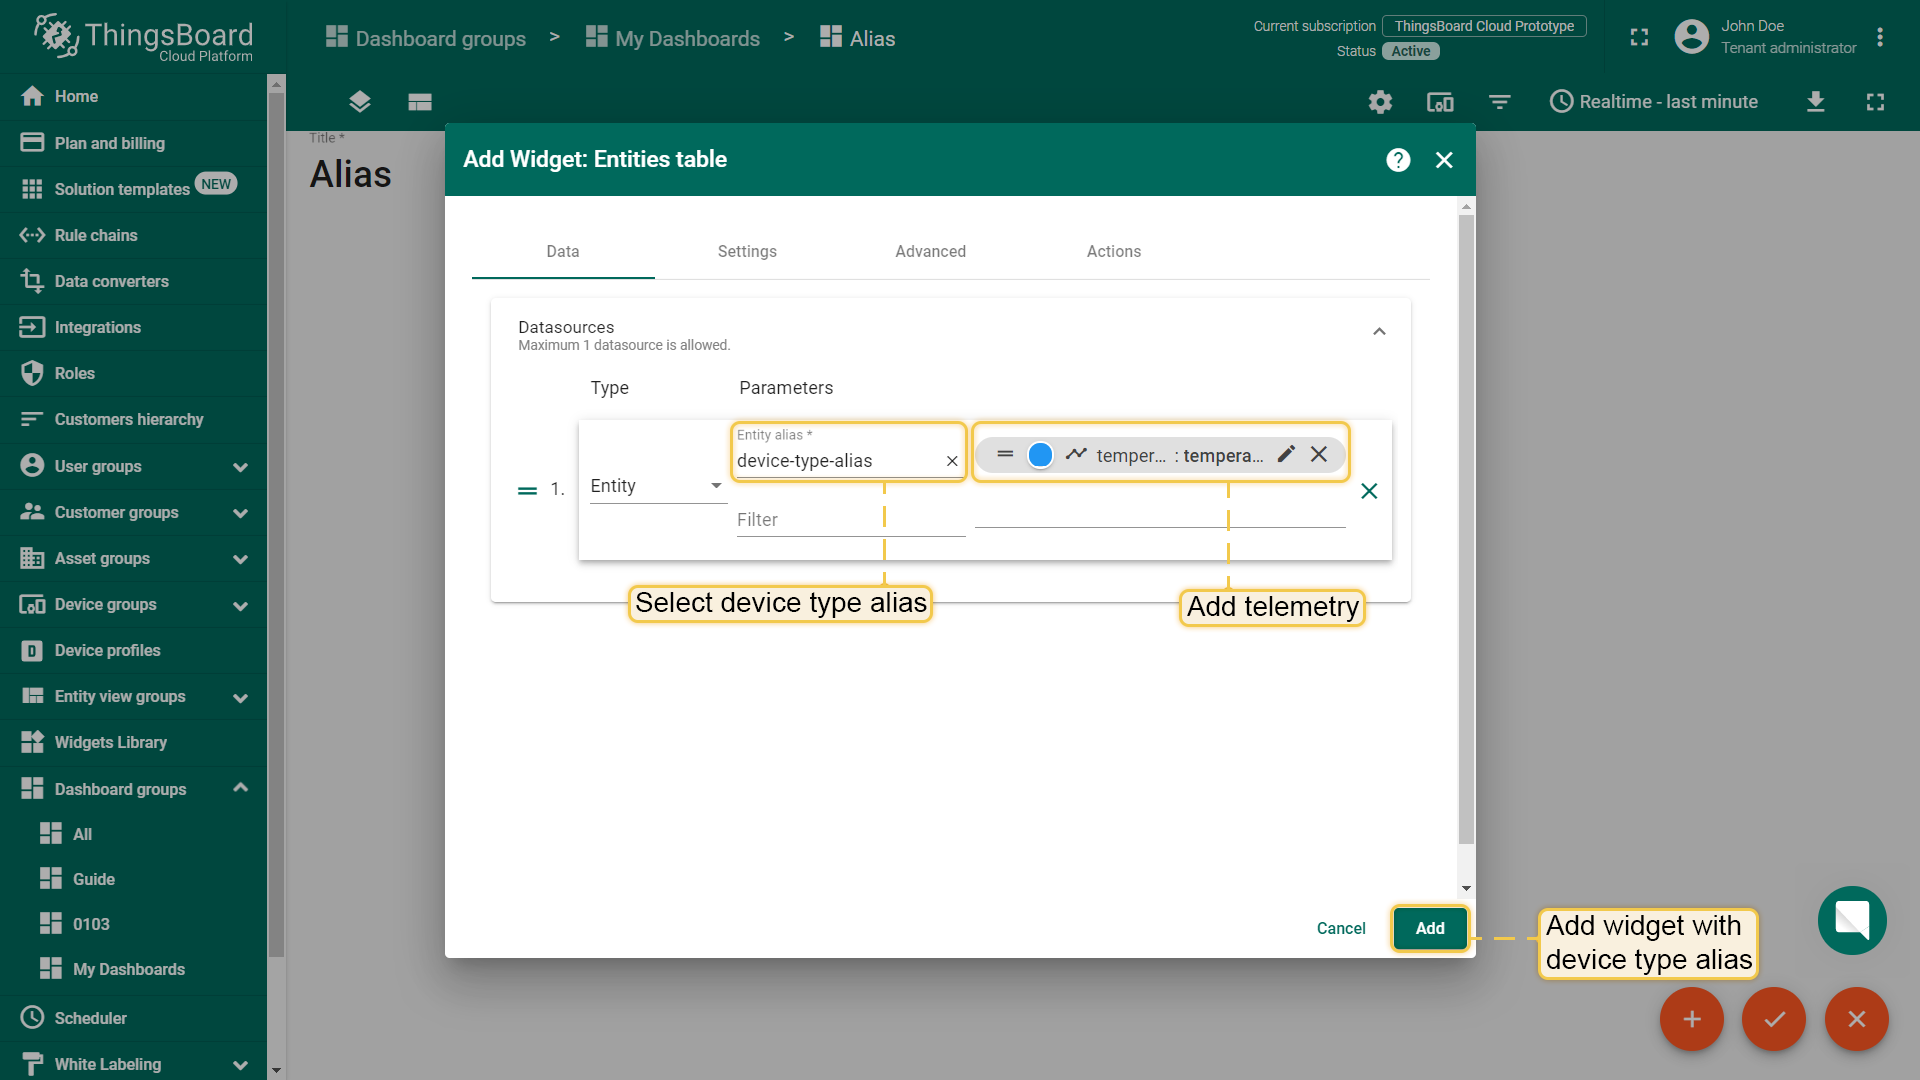 ThingsBoard
Cloud Platform
Dashboard groups > My Dashboards > Alias
Current subscription ThingsBoard Cloud Prototype
Status Active
John Doe
Tenant administrator
Realtime - last minute
Home
Plan and billing
Solution templates NEW
Rule chains
Data converters
Integrations
Roles
Customers hierarchy
User groups
Customer groups
Asset groups
Device groups
Device profiles
Entity view groups
Widgets Library
Dashboard groups
All
Guide
0103
My Dashboards
Scheduler
White Labeling
Title *
Alias
Add Widget: Entities table
Data Settings Advanced Actions
Datasources
Maximum 1 datasource is allowed.
Type Parameters
1.
Entity
Entity alias *
device-type-alias
Filter
temper... : tempera...
Select device type alias
Add telemetry
Cancel Add
Add widget with
device type alias